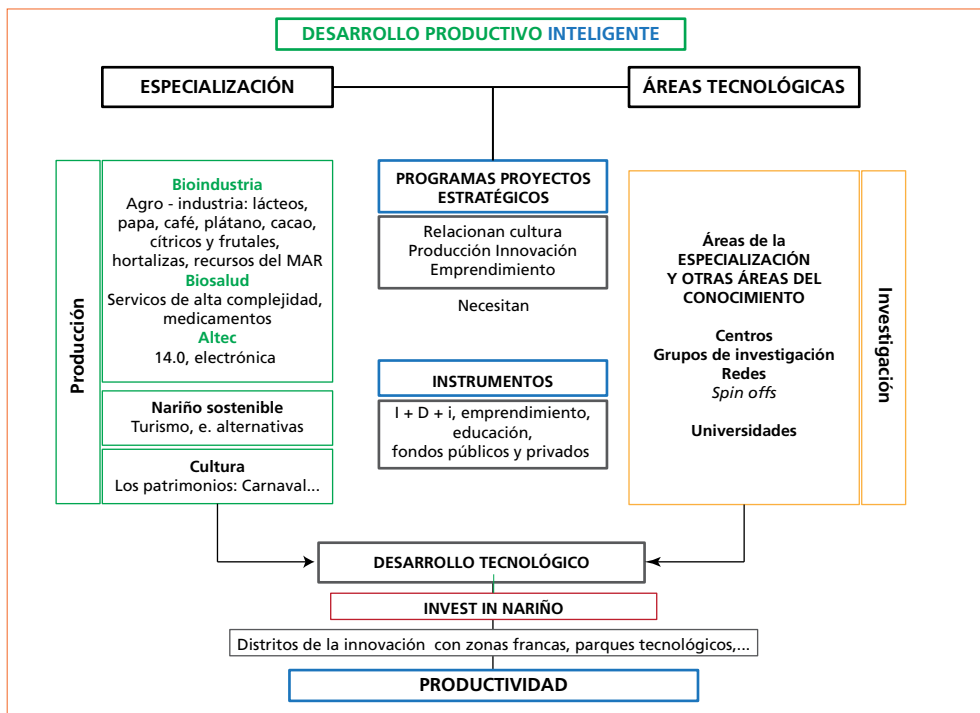 DESARROLLO PRODUCTIVO INTELIGENTE
ESPECIALIZACIÓN
ÁREAS TECNOLÓGICAS
Producción
Bioindustria
Agro - industria: lácteos,
papa, café, plátano, cacao,
cítricos y frutales,
hortalizas, recursos del MAR
Biosalud
Servicos de alta complejidad,
medicamentos
Altec
14.0, electrónica
Nariño sostenible
Turismo, e. alternativas
Cultura
Los patrimonios: Carnaval...
PROGRAMAS PROYECTOS
ESTRATÉGICOS
Relacionan cultura
Producción Innovación
Emprendimiento
Necesitan
INSTRUMENTOS
I + D + i, emprendimiento,
educación,
fondos públicos y privados
Áreas de la
ESPECIALIZACIÓN
Y OTRAS ÁREAS DEL
CONOCIMIENTO
Centros
Grupos de investigación
Redes
Spin offs
Universidades
Investigación
DESARROLLO TECNOLÓGICO
INVEST IN NARIÑO
Distritos de la innovación con zonas francas, parques tecnológicos,...
PRODUCTIVIDAD